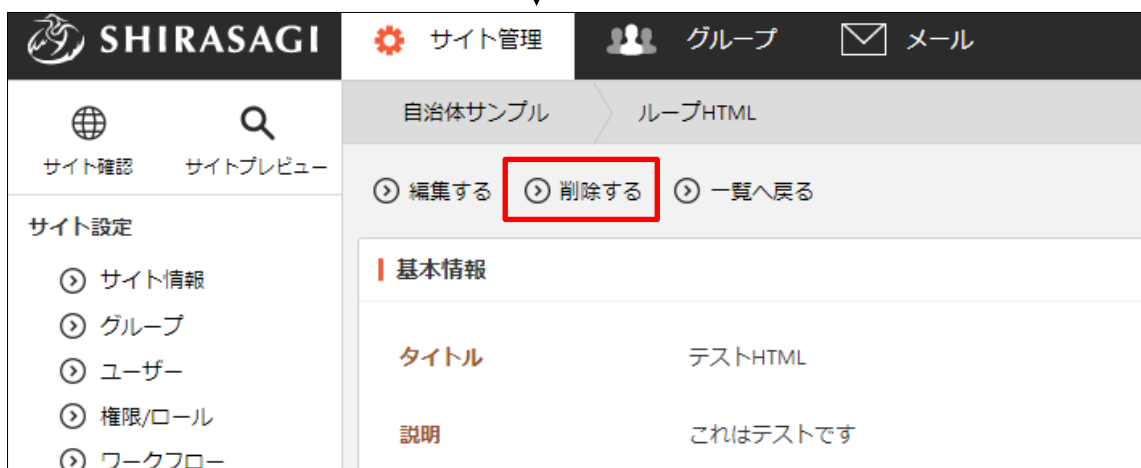 SHIRASAGI サイト管理 グループ メール
自治体サンプル ループHTML
サイト確認 サイトプレビュー
編集する 削除する 一覧へ戻る
サイト設定
サイト情報
グループ
ユーザー
権限/ロール
ワークフロー
基本情報
タイトル テストHTML
説明 これはテストです